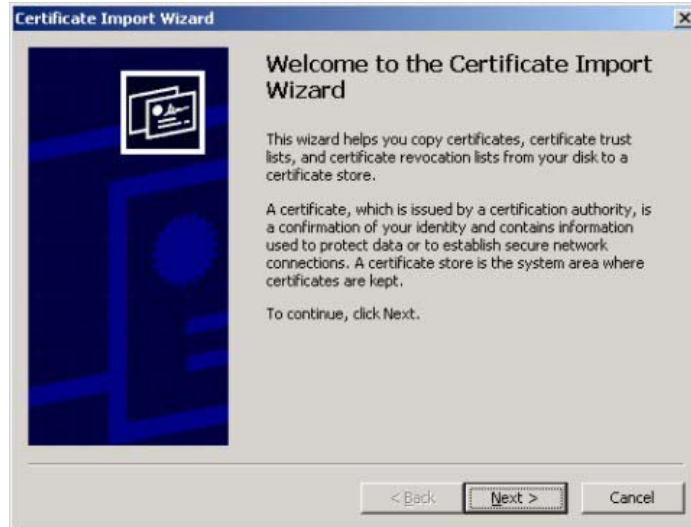 Certificate Import Wizard
Welcome to the Certificate Import
Wizard
This wizard helps you copy certificates, certificate trust
lists, and certificate revocation lists from your disk to a
certificate store.
A certificate, which is issued by a certification authority, is
a confirmation of your identity and contains information
used to protect data or to establish secure network
connections. A certificate store is the system area where
certificates are kept.
To continue, click Next.
< Back Next > Cancel